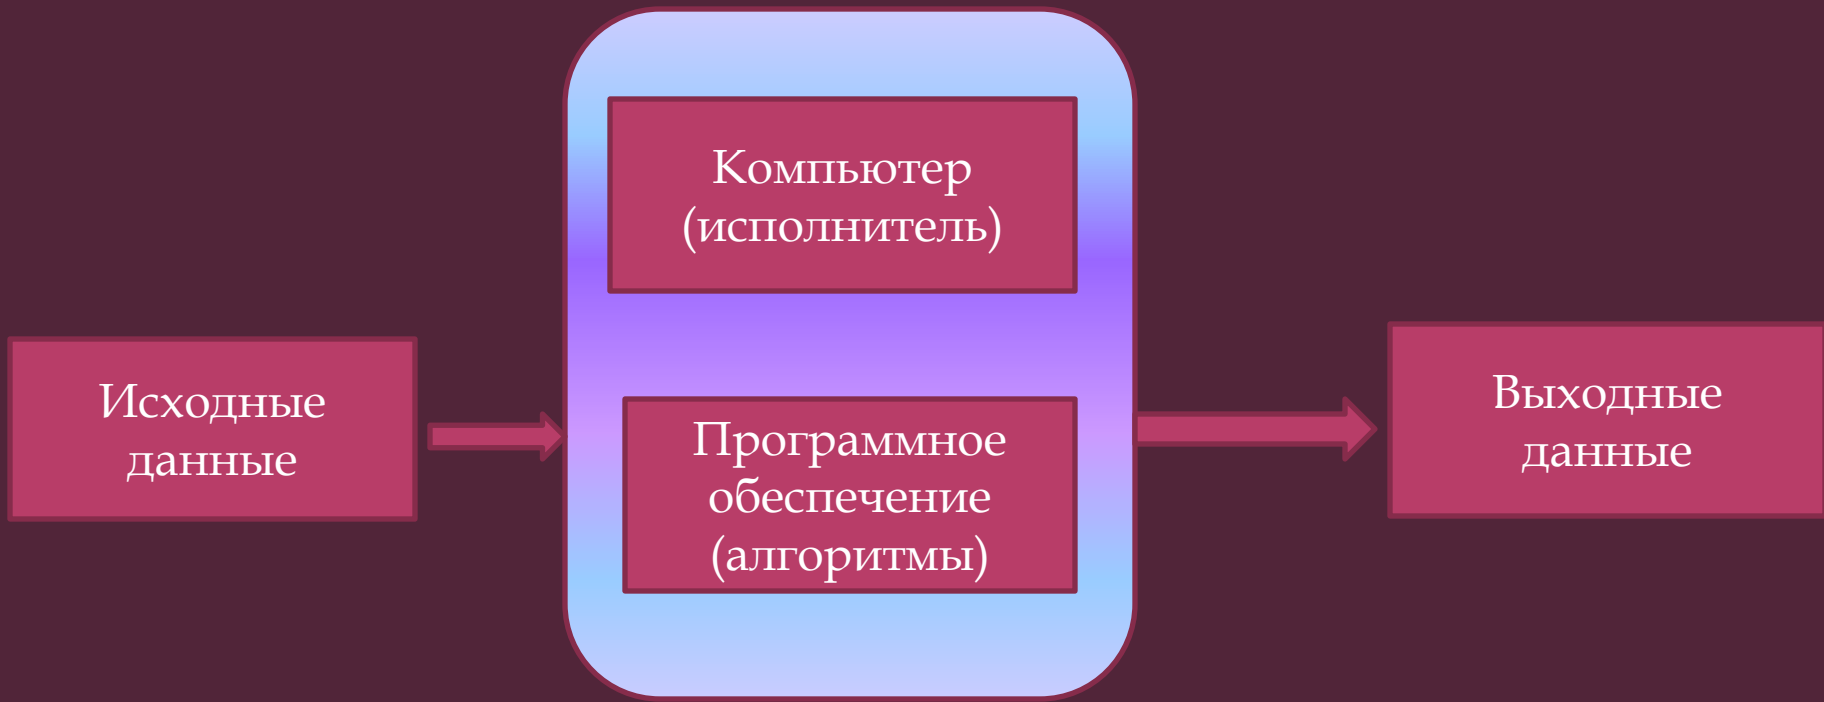 Исходные
данные
Компьютер
(исполнитель)
Программное
обеспечение
(алгоритмы)
Выходные
данные